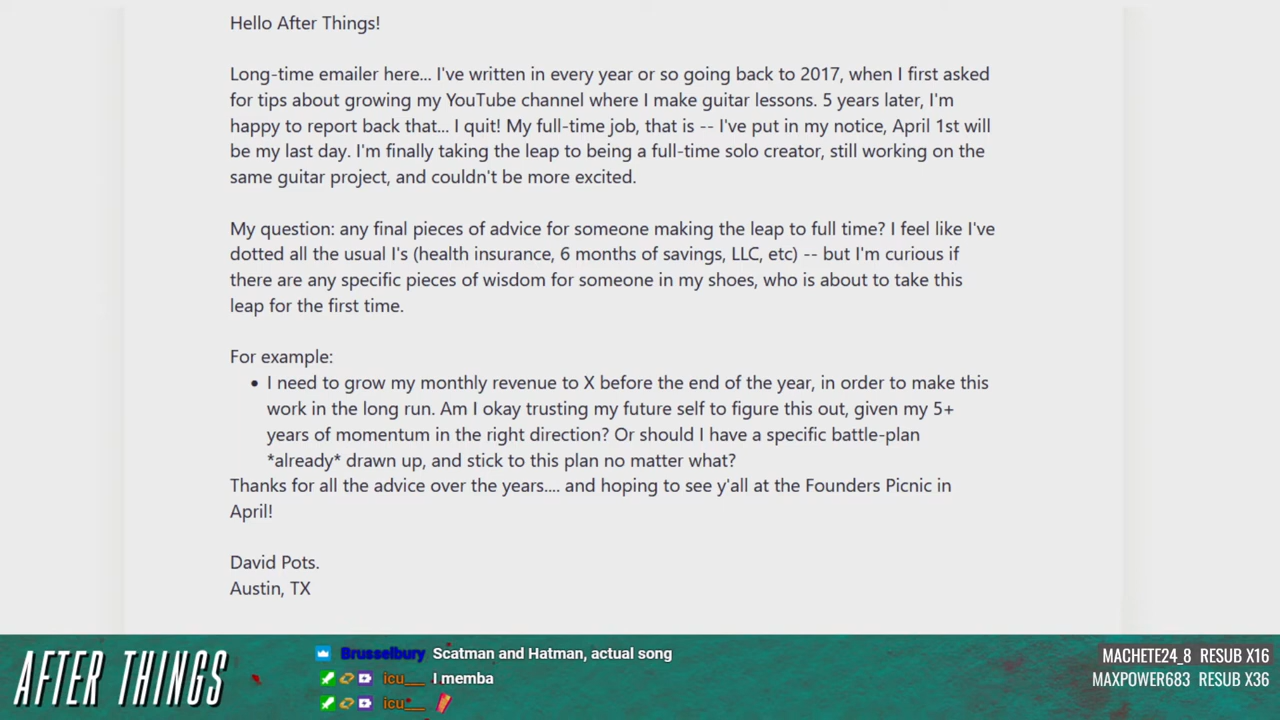 Hello After Things!
Long-time emailer here... I've written in every year or so going back to 2017, when I first asked
for tips about growing my YouTube channel where I make guitar lessons. 5 years later, I'm
happy to report back that... I quit! My full-time job, that is -- I've put in my notice, April 1st will
be my last day. I'm finally taking the leap to being a full-time solo creator, still working on the
same guitar project, and couldn't be more excited.
My question: any final pieces of advice for someone making the leap to full time? I feel like I've
dotted all the usual I's (health insurance, 6 months of savings, LLC, etc) -- but I'm curious if
there are any specific pieces of wisdom for someone in my shoes, who is about to take this
leap for the first time.
For example:
• I need to grow my monthly revenue to X before the end of the year, in order to make this
work in the long run. Am I okay trusting my future self to figure this out, given my 5+
years of momentum in the right direction? Or should I have a specific battle-plan
*already* drawn up, and stick to this plan no matter what?
Thanks for all the advice over the years.... and hoping to see y'all at the Founders Picnic in
April!
David Pots.
Austin, TX
AFTER THINGS
Brusselbury Scatman and Hatman, actual song
icu__ I memba
icu__
MACHETE24_8 RESUB X16
MAXPOWER683 RESUB X36